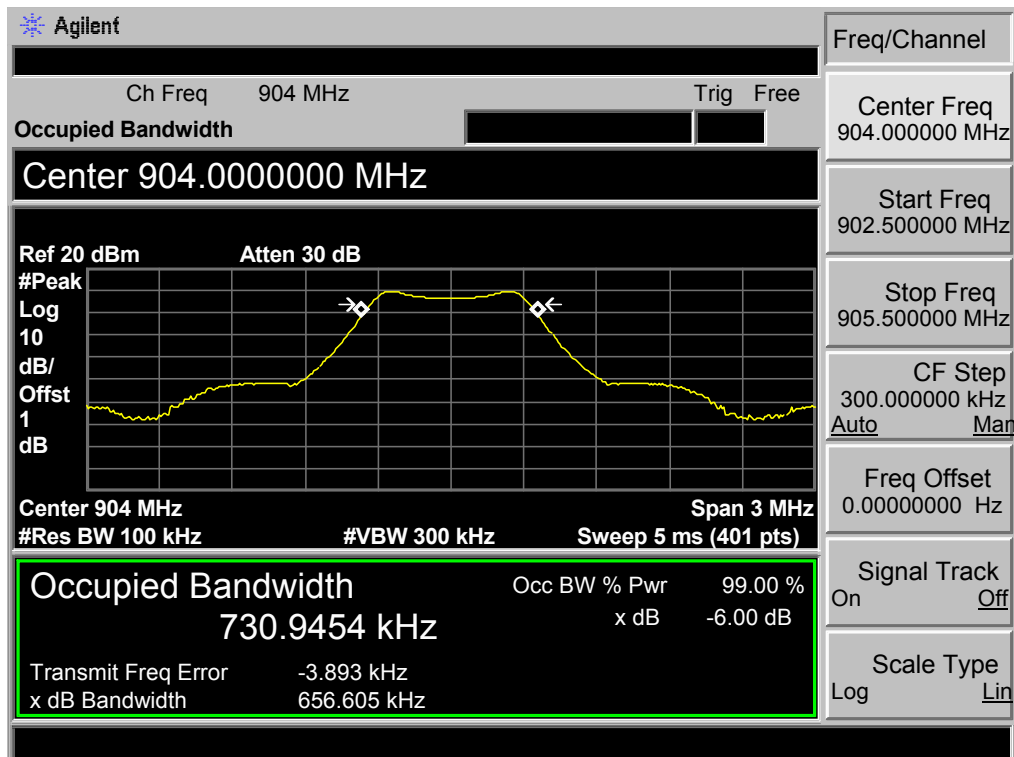 Agilent
Freq/Channel
Ch Freq 904 MHz Trig Free
Occupied Bandwidth
Center 904.0000000 MHz
Ref 20 dBm Atten 30 dB
#Peak
Log
10
dB/
Offst
1
dB
Center 904 MHz Span 3 MHz
#Res BW 100 kHz #VBW 300 kHz Sweep 5 ms (401 pts)
Occupied Bandwidth
730.9454 kHz
Occ BW % Pwr 99.00 %
x dB -6.00 dB
Transmit Freq Error -3.893 kHz
x dB Bandwidth 656.605 kHz
Center Freq
904.000000 MHz
Start Freq
902.500000 MHz
Stop Freq
905.500000 MHz
CF Step
300.000000 kHz
Auto Man
Freq Offset
0.00000000 Hz
Signal Track
On Off
Scale Type
Log Lin